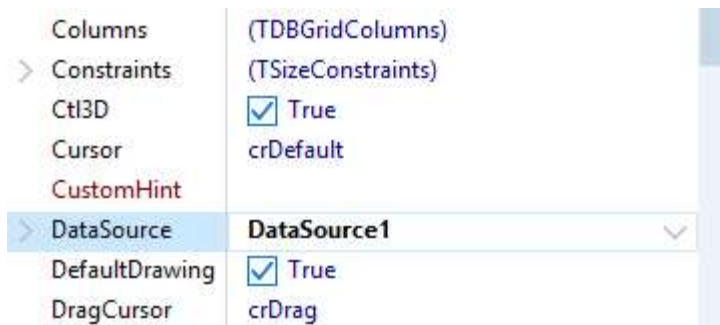 Columns (TDBGridColumns)
Constraints (TSizeConstraints)
Ctl3D True
Cursor crDefault
CustomHint
DataSource DataSource1
DefaultDrawing True
DragCursor crDrag